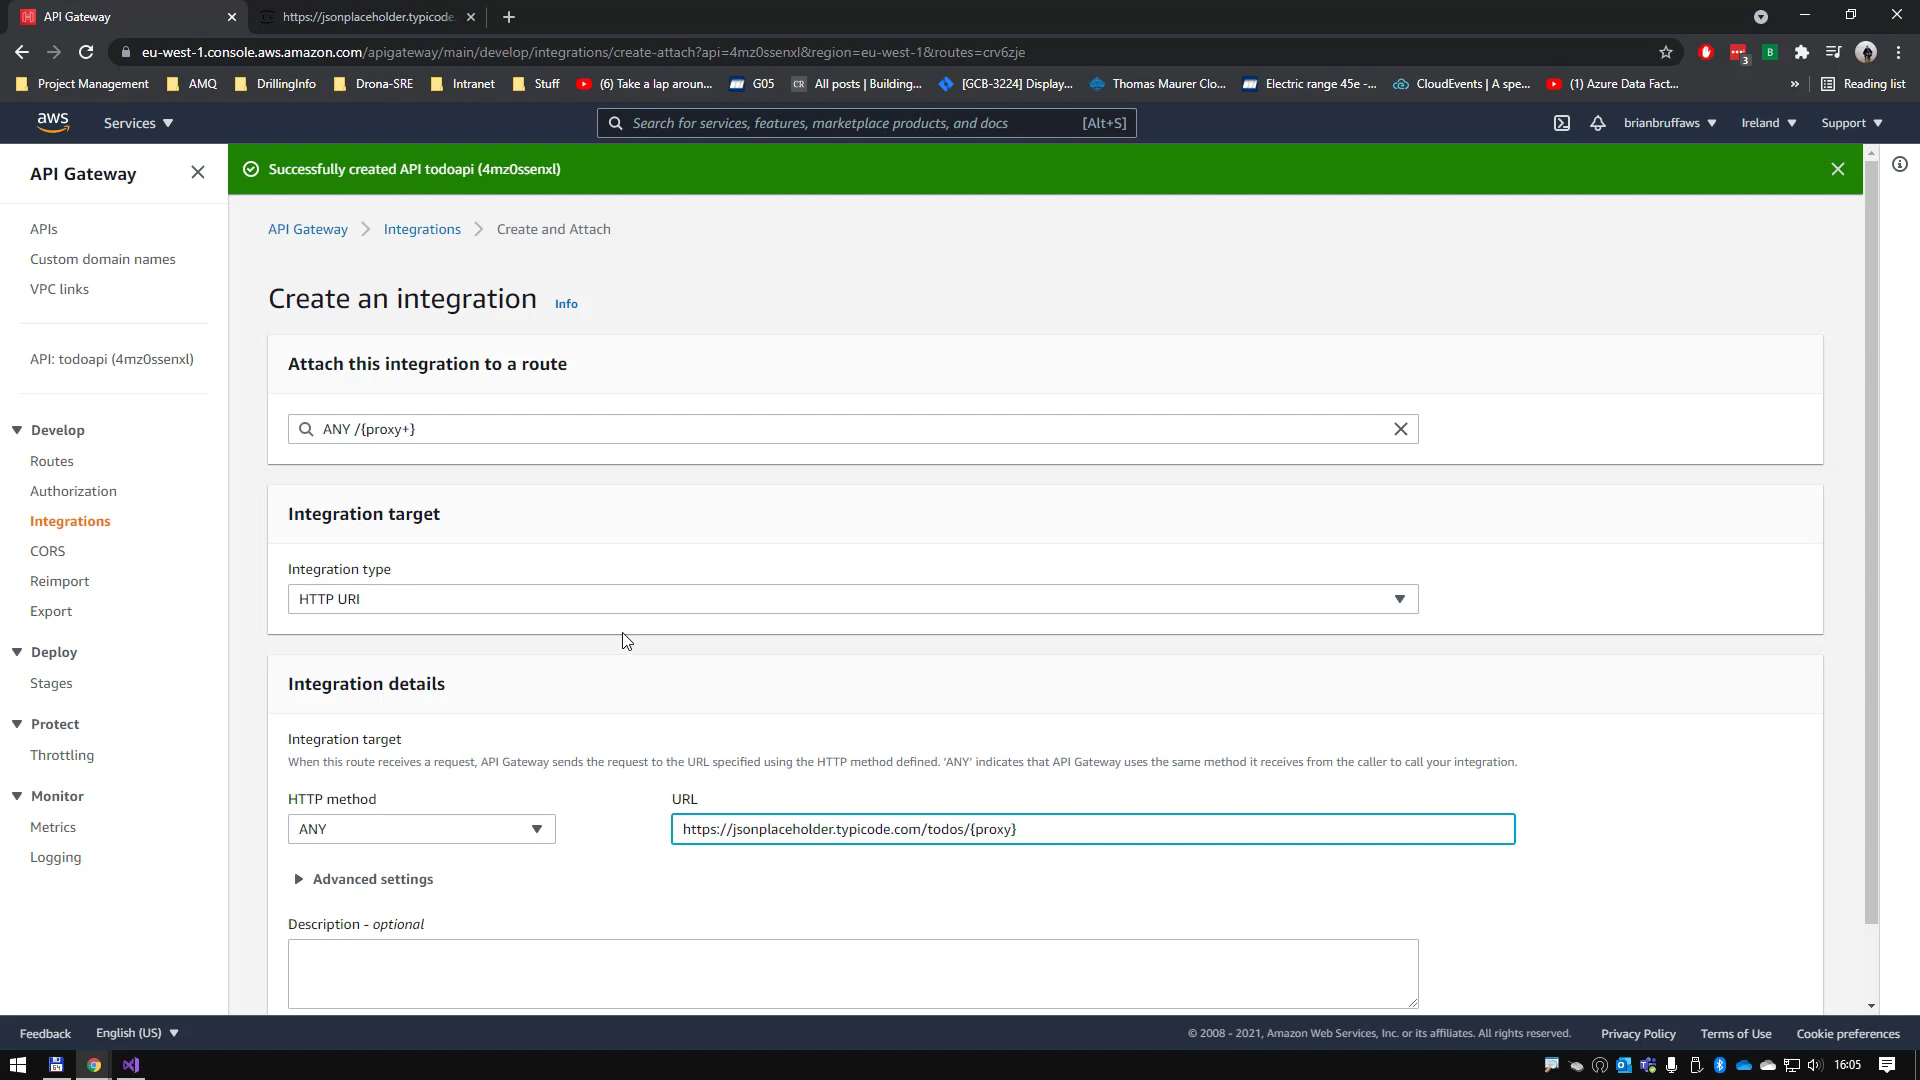 API Gateway
https://jsonplaceholder.typicode.
eu-west-1.console.aws.amazon.com/apigateway/main/develop/integrations/create-attach?api=4mz0ssenxl&region=eu-west-1&routes=crv6zje
3
B
Project Management
AMQ
DrillingInfo
Drona-SRE
Intranet
Stuff
(6) Take a lap aroun...
G05
CR
All posts | Building...
[GCB-3224] Display...
Thomas Maurer Clo...
Electric range 45e -...
CloudEvents | A spe...
(1) Azure Data Fact...
»
Reading list
aws
Services
Search for services, features, marketplace products, and docs
[Alt+S]
brianbruffaws
Ireland
Support
API Gateway
Successfully created API todoapi (4mz0ssenxl)
APIs
Custom domain names
VPC links
API: todoapi (4mz0ssenxl)
Develop
Routes
Authorization
Integrations
CORS
Reimport
Export
Deploy
Stages
Protect
Throttling
Monitor
Metrics
Logging
API Gateway
Integrations
Create and Attach
Create an integration
Info
Attach this integration to a route
ANY /{proxy+}
Integration target
Integration type
HTTP URI
Integration details
Integration target
When this route receives a request, API Gateway sends the request to the URL specified using the HTTP method defined. 'ANY' indicates that API Gateway uses the same method it receives from the caller to call your integration.
HTTP method
URL
ANY
https://jsonplaceholder.typicode.com/todos/{proxy}
Advanced settings
Description - optional
Feedback
English (US)
© 2008 - 2021, Amazon Web Services, Inc. or its affiliates. All rights reserved.
Privacy Policy
Terms of Use
Cookie preferences
16:05